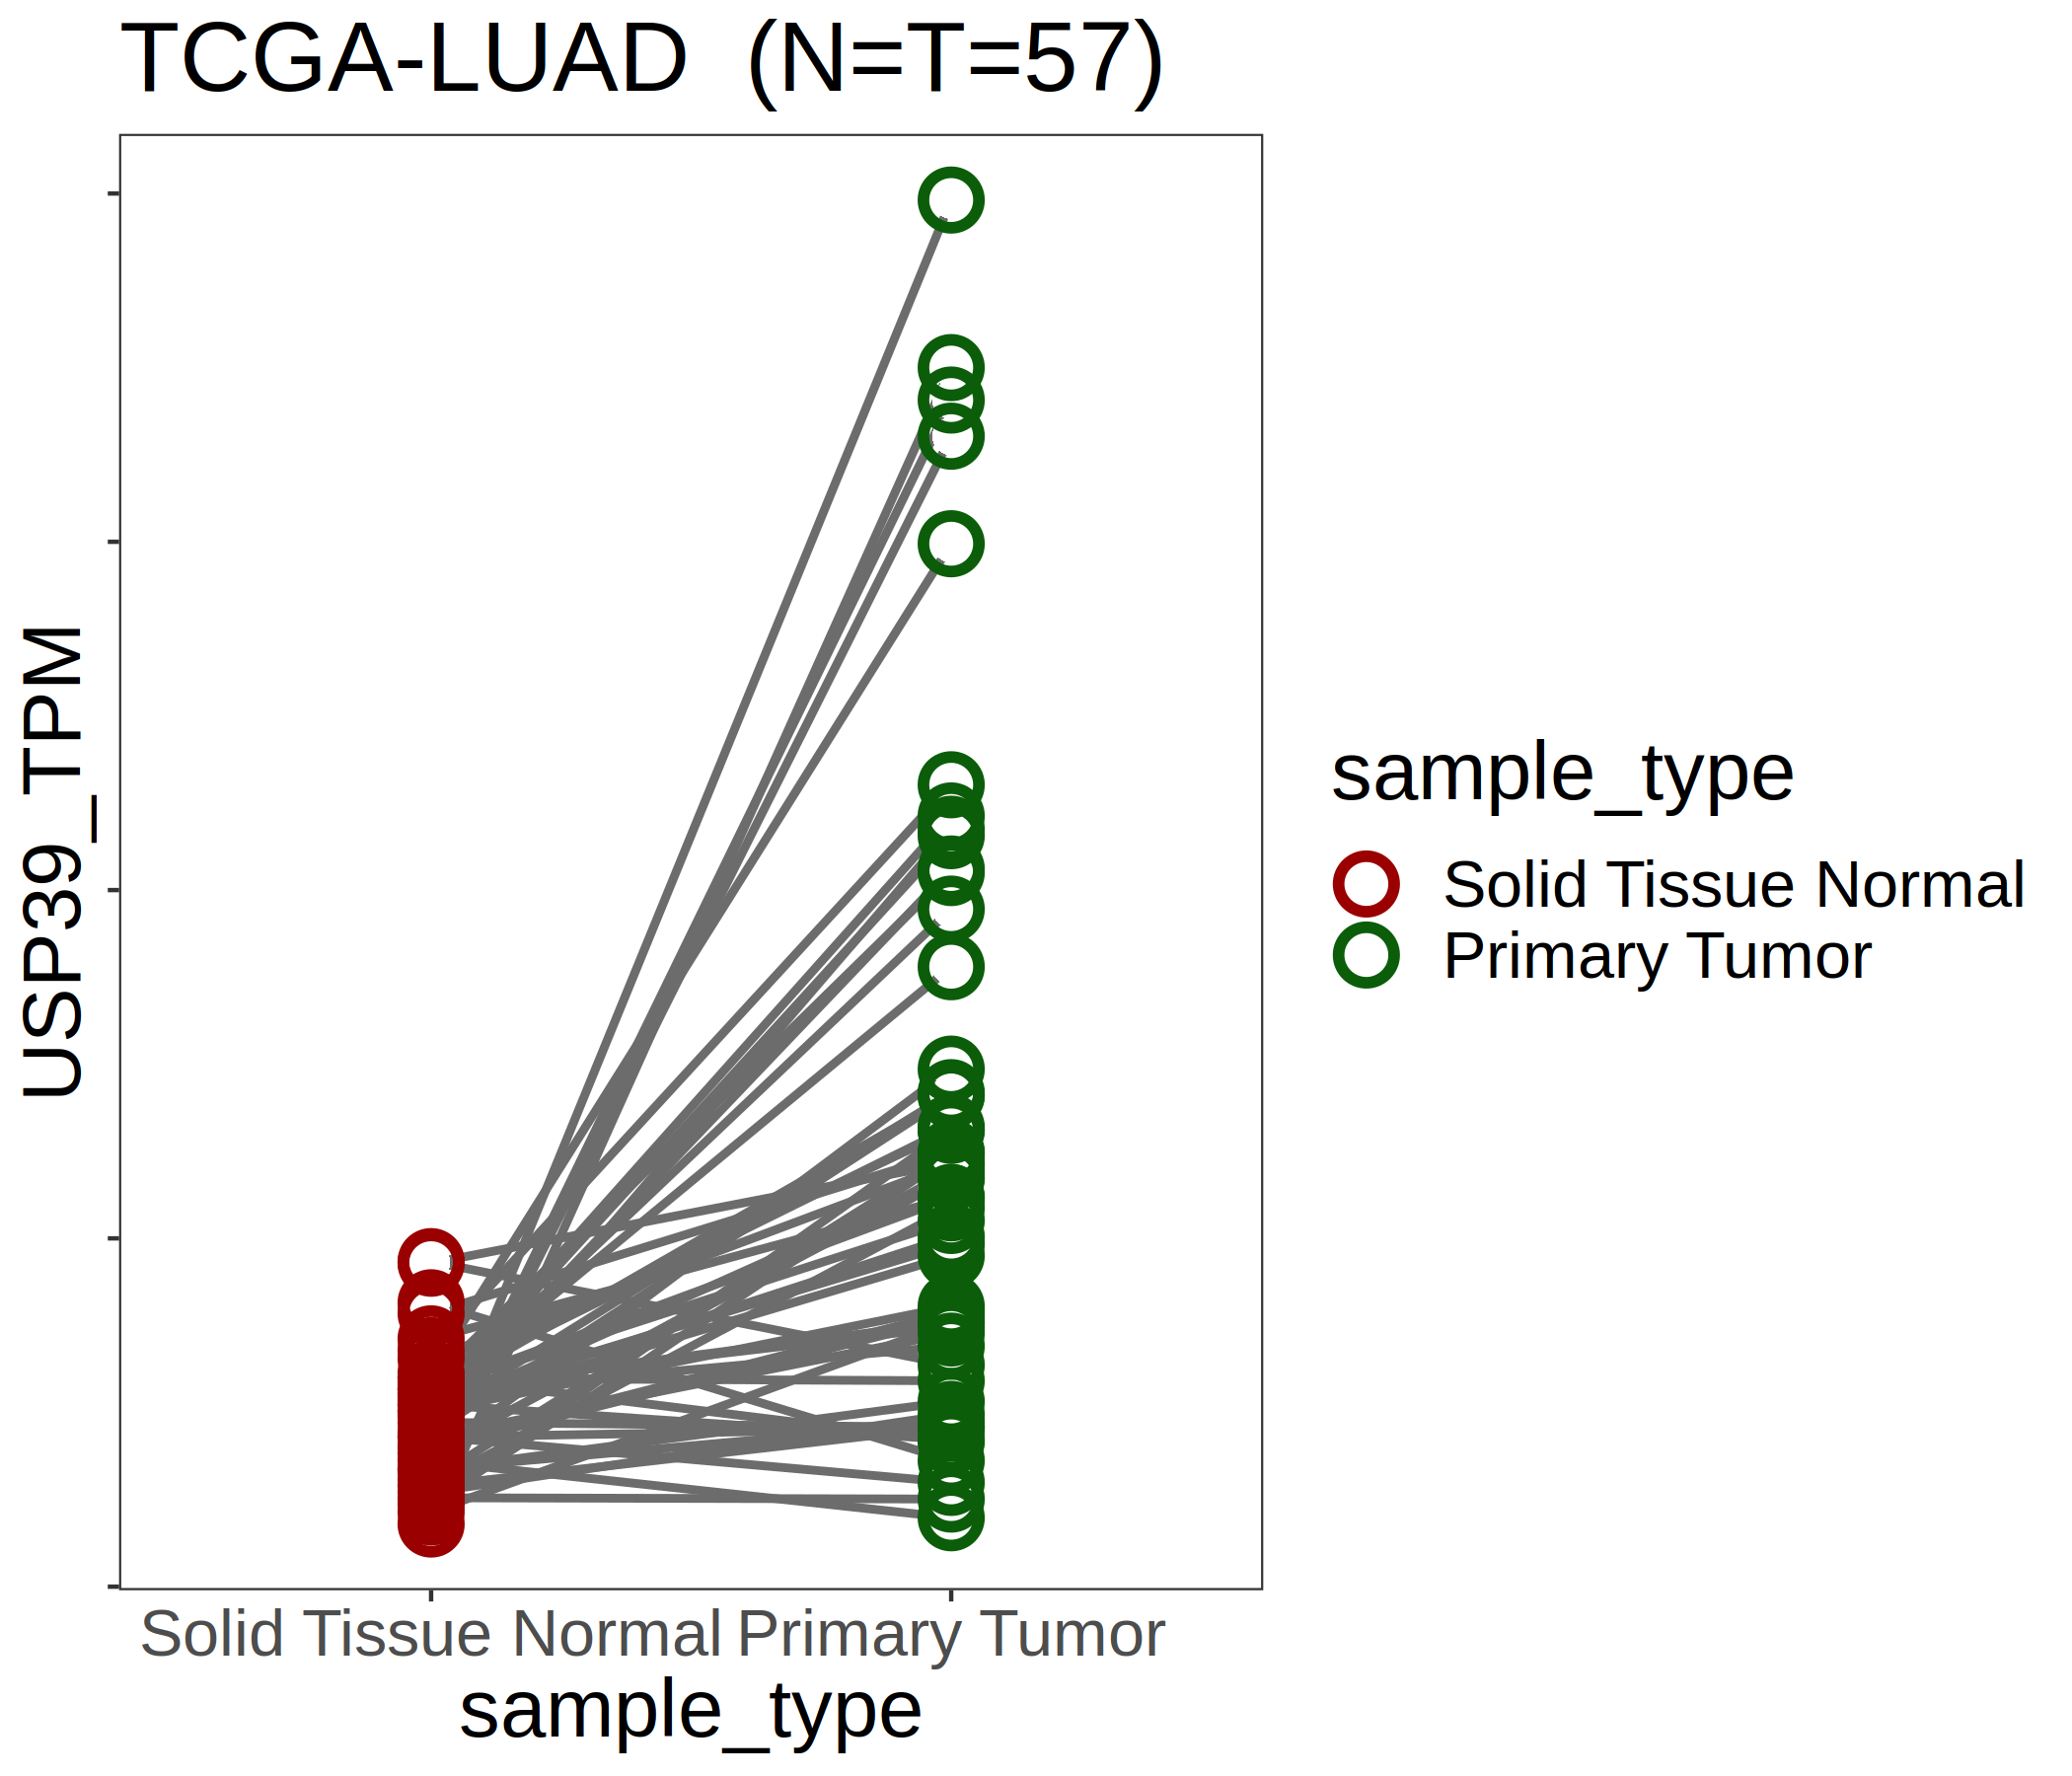 TCGA-LUAD  (N=T=57)
USP39_TPM
sample_type
Solid Tissue Normal
Primary Tumor
Solid Tissue Normal Primary Tumor
sample_type